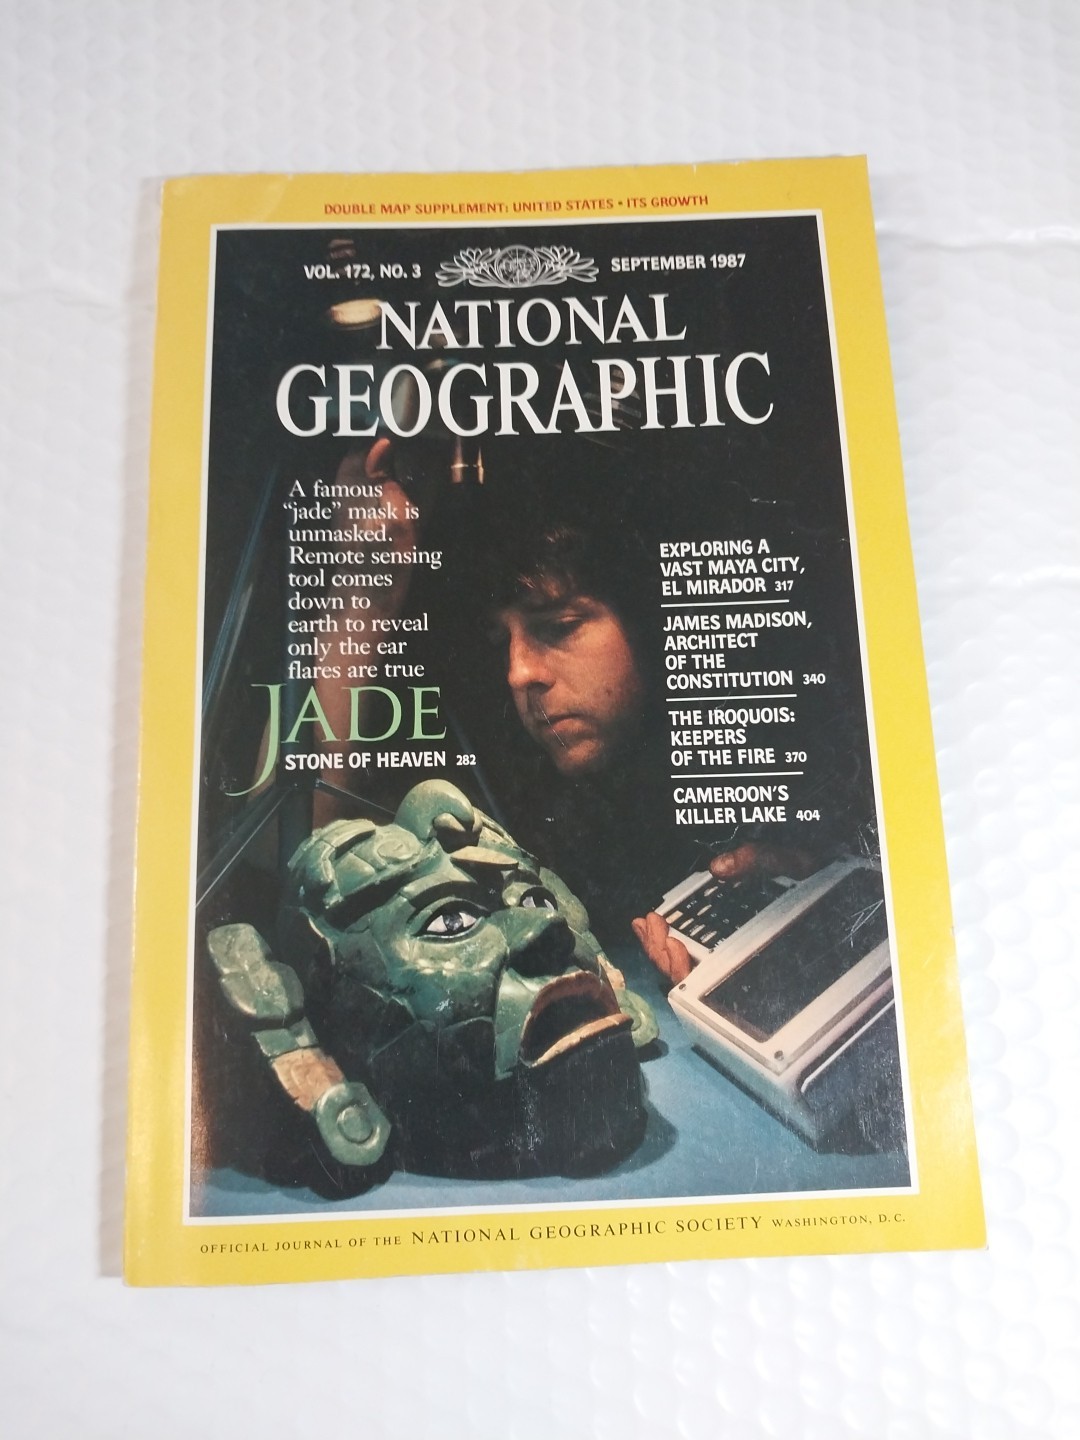 DOUBLE MAP SUPPLEMENT: UNITED STATES • ITS GROWTH
VOL. 172, NO. 3
SEPTEMBER 1987
NATIONAL
GEOGRAPHIC
A famous
“jade” mask is
unmasked.
Remote sensing
tool comes
down to
earth to reveal
only the ear
flares are true
JADE
STONE OF HEAVEN 282
EXPLORING A
VAST MAYA CITY,
EL MIRADOR 317
JAMES MADISON,
ARCHITECT
OF THE
CONSTITUTION 340
THE IROQUOIS:
KEEPERS
OF THE FIRE 370
CAMEROON'S
KILLER LAKE 404
OFFICIAL JOURNAL OF THE NATIONAL GEOGRAPHIC SOCIETY WASHINGTON, D.C.